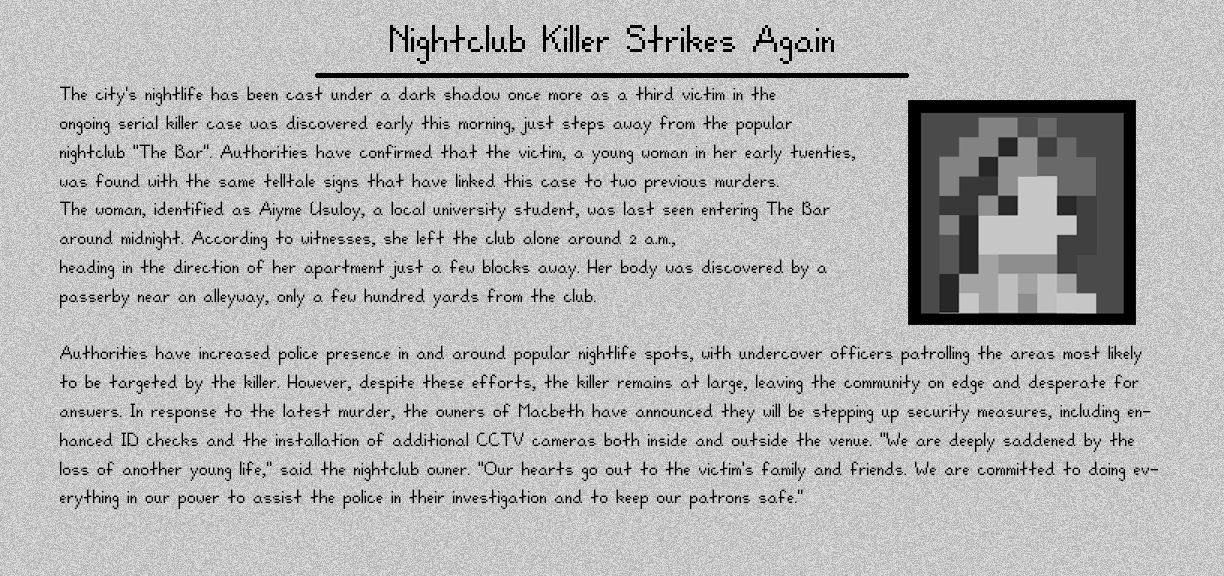 Nightclub Killer Strikes Again
The city's nightlife has been cast under a dark shadow once more as a third victim in the
ongoing serial killer case was discovered early this morning, just steps away from the popular
nightclub "The Bar". Authorities have confirmed that the victim, a young woman in her early twenties,
was found with the same telltale signs that have linked this case to two previous murders.
The woman, identified as Aiyme Usuloy, a local university student, was last seen entering The Bar
around midnight. According to witnesses, she left the club alone around 2 a.m.,
heading in the direction of her apartment just a few blocks away. Her body was discovered by a
passerby near an alleyway, only a few hundred yards from the club.
Authorities have increased police presence in and around popular nightlife spots, with undercover officers patrolling the areas most likely
to be targeted by the killer. However, despite these efforts, the killer remains at large, leaving the community on edge and desperate for
answers. In response to the latest murder, the owners of Macbeth have announced they will be stepping up security measures, including en-
hanced ID checks and the installation of additional CCTV cameras both inside and outside the venue. "We are deeply saddened by the
loss of another young life," said the nightclub owner. "Our hearts go out to the victim's family and friends. We are committed to doing ev-
erything in our power to assist the police in their investigation and to keep our patrons safe."